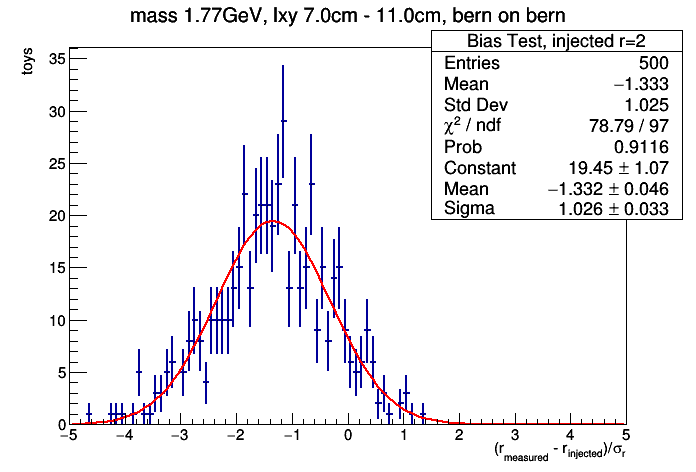 mass 1.77GeV, lxy 7.0cm - 11.0cm, bern on bern
Bias Test, injected r=2
Entries 500
Mean −1.333
Std Dev 1.025
χ² / ndf 78.79 / 97
Prob 0.9116
Constant 19.45 ± 1.07
Mean −1.332 ± 0.046
Sigma 1.026 ± 0.033
toys
35
30
25
20
15
10
5
0
−5 −4 −3 −2 −1 0 1 2 3 4 5
(r_measured - r_injected)/σ_r